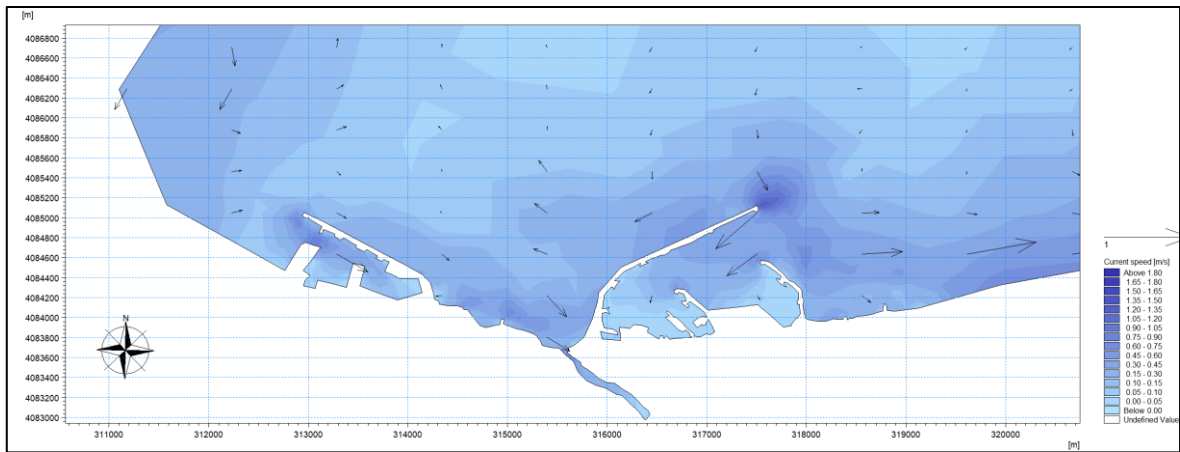 [m]
4086800
4086600
4086400
4086200
4086000
4085800
4085600
4085400
4085200
4085000
4084800
4084600
4084400
4084200
4084000
4083800
4083600
4083400
4083200
4083000
N
311000 312000 313000 314000 315000 316000 317000 318000 319000 320000
[m]
1
Current speed [m/s]
Above 1.80
1.65 - 1.80
1.50 - 1.65
1.35 - 1.50
1.20 - 1.35
1.05 - 1.20
0.90 - 1.05
0.75 - 0.90
0.60 - 0.75
0.45 - 0.60
0.30 - 0.45
0.15 - 0.30
0.10 - 0.15
0.05 - 0.10
0.00 - 0.05
Below 0.00
Undefined Value